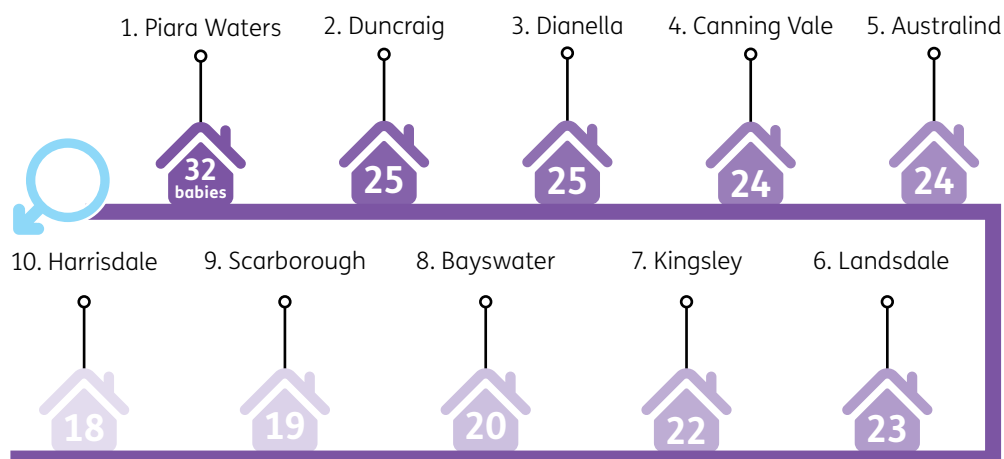 1. Piara Waters
2. Duncraig
3. Dianella
4. Canning Vale
5. Australind
32
babies
25
25
24
24
10. Harrisdale
9. Scarborough
8. Bayswater
7. Kingsley
6. Landsdale
18
19
20
22
23